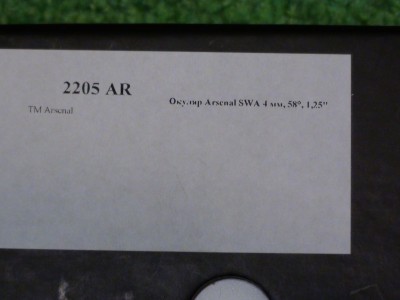 2205 AR
TM Arsenal
Окуляр Arsenal SWA 4 мм, 58°, 1,25"